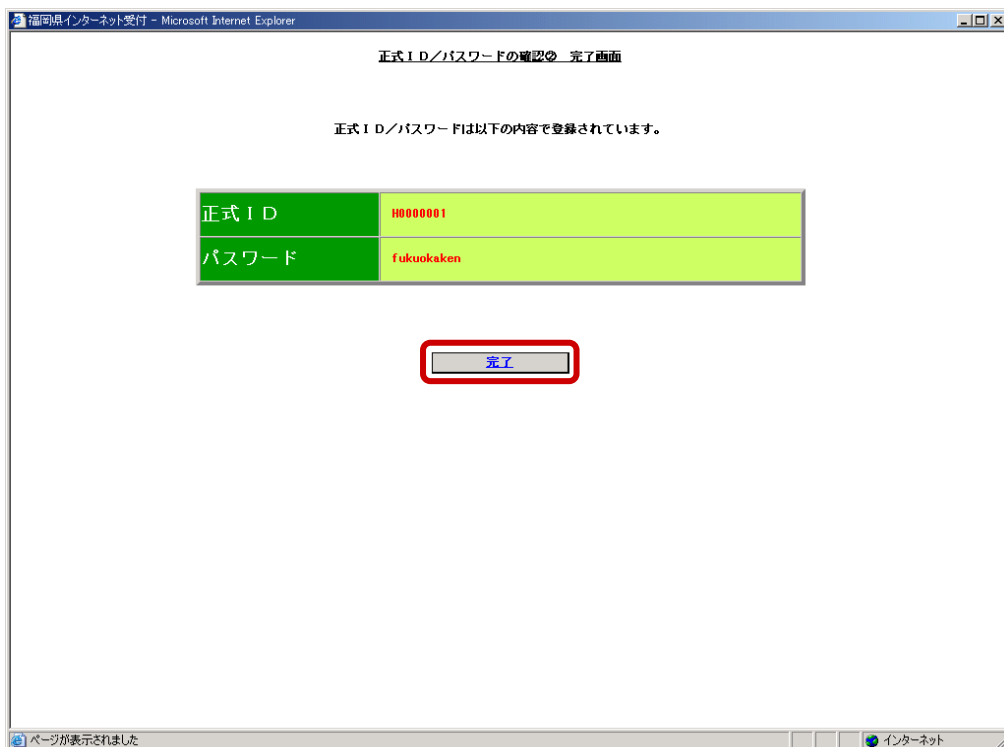 福岡県インターネット受付 - Microsoft Internet Explorer
正式ＩＤ／パスワードの確認② 完了画面
正式ＩＤ／パスワードは以下の内容で登録されています。
正式ＩＤ H0000001
パスワード fukuokaken
完了
ページが表示されました インターネット